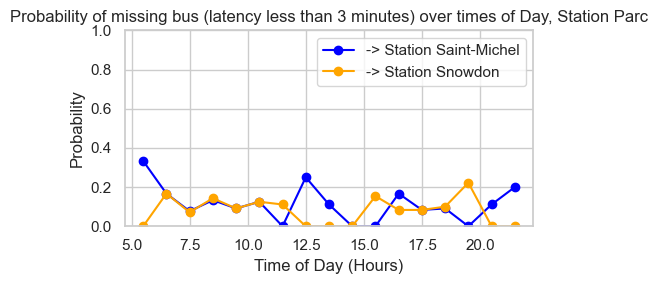 Probability of missing bus (latency less than 3 minutes) over times of Day, Station Parc
1.0
0.8
0.6
0.4
0.2
0.0
Probability
-> Station Saint-Michel
-> Station Snowdon
5.0 7.5 10.0 12.5 15.0 17.5 20.0
Time of Day (Hours)